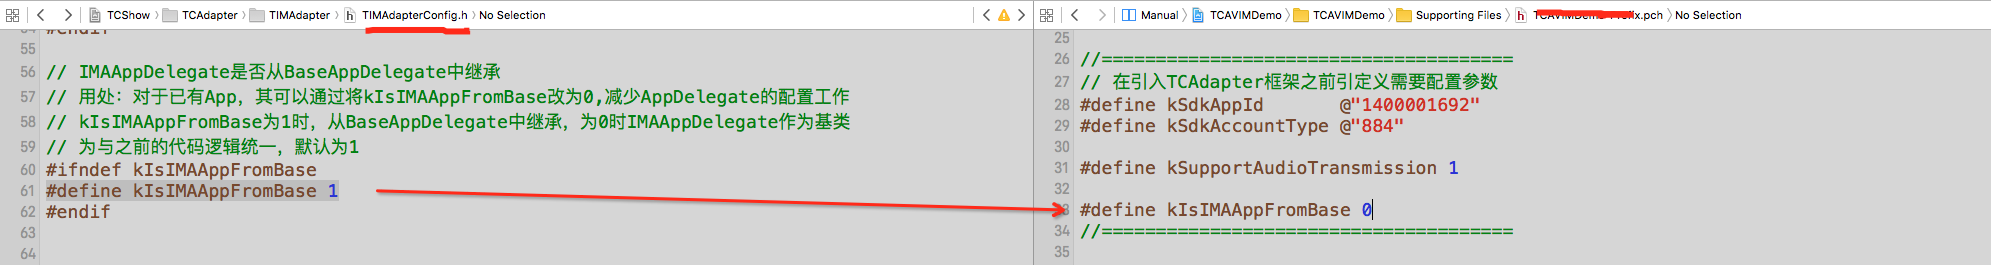 TCShow 〉 TCAdapter 〉 TIMAdapter 〉 h TIMAdapterConfig.h 〉 No Selection
54 #endif
55
56 // IMAAppDelegate是否从BaseAppDelegate中继承
57 // 用处：对于已有App，其可以通过将kIsIMAAppFromBase改为0,减少AppDelegate的配置工作
58 // kIsIMAAppFromBase为1时，从BaseAppDelegate中继承，为0时IMAAppDelegate作为基类
59 // 为与之前的代码逻辑统一，默认为1
60 #ifndef kIsIMAAppFromBase
61 #define kIsIMAAppFromBase 1
62 #endif
63
64
Manual 〉 TCAVIMDemo 〉 TCAVIMDemo 〉 Supporting Files 〉 h .pch 〉 No Selection
25
26 //======================================
27 // 在引入TCAdapter框架之前引定义需要配置参数
28 #define kSdkAppId       @"1400001692"
29 #define kSdkAccountType @"884"
30
31 #define kSupportAudioTransmission 1
32
#define kIsIMAAppFromBase 0
34 //======================================
35